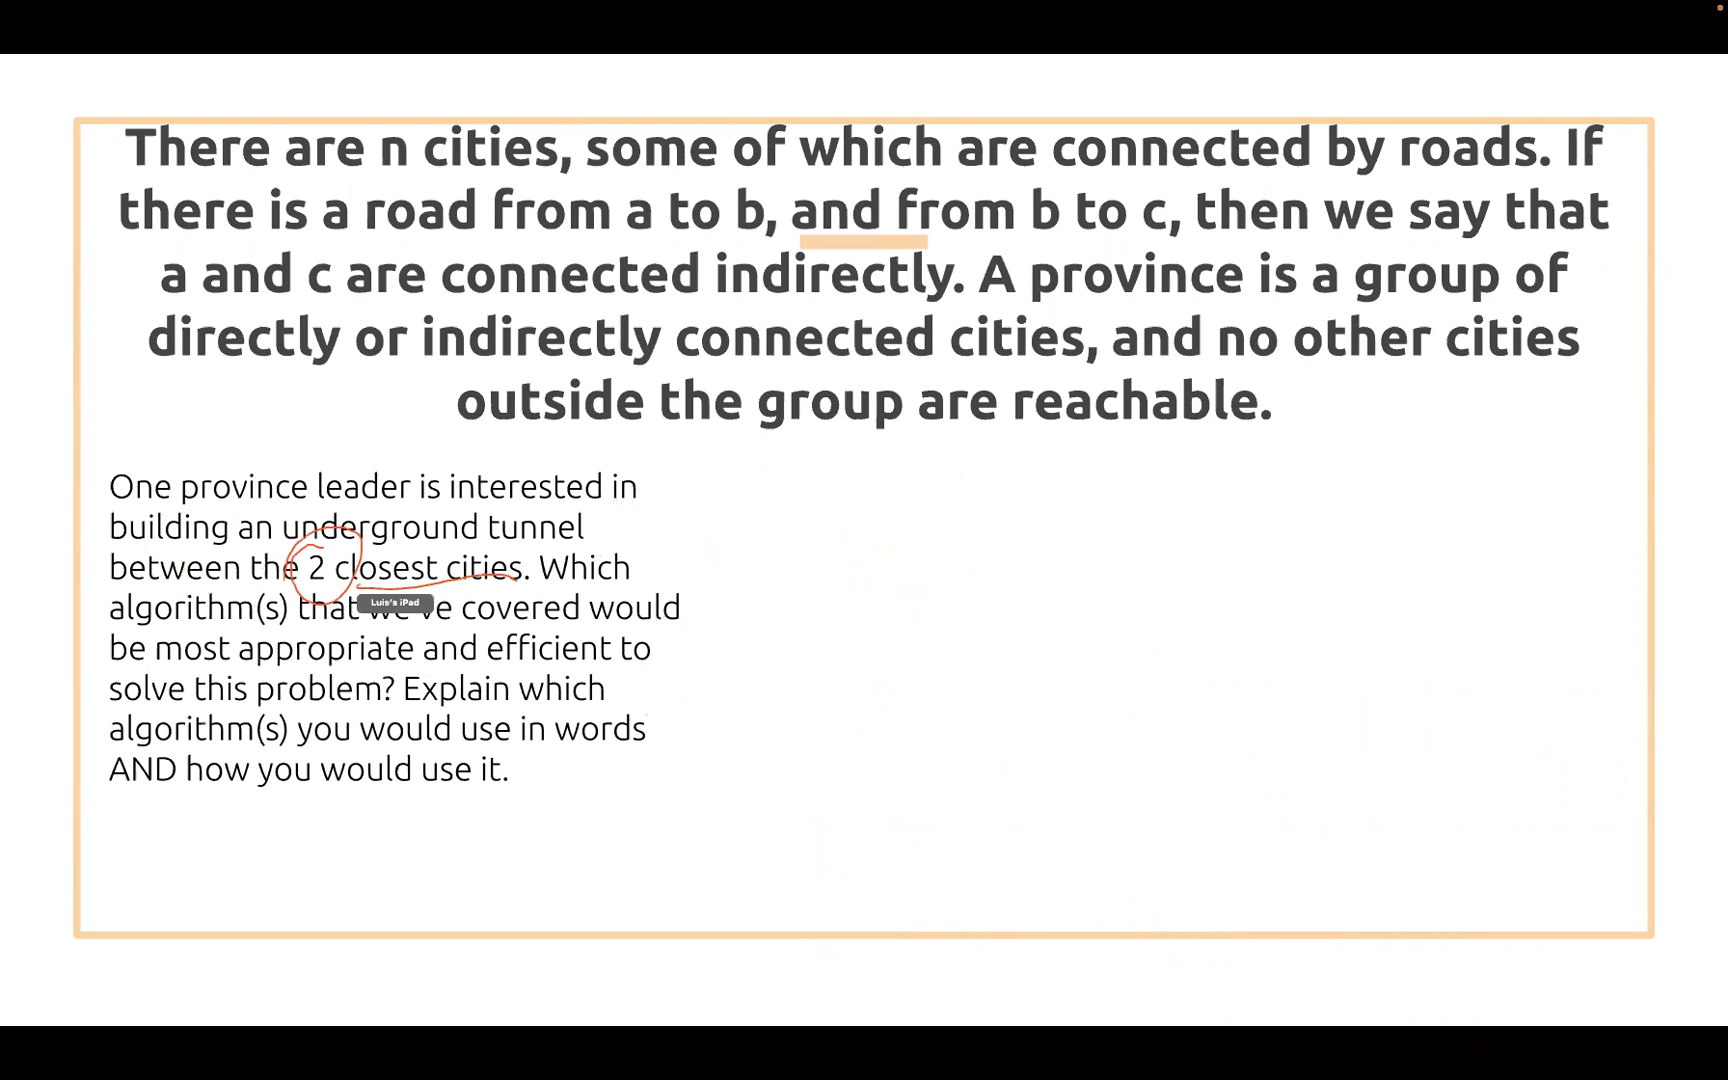 There are n cities, some of which are connected by roads. If
there is a road from a to b, and from b to c, then we say that
a and c are connected indirectly. A province is a group of
directly or indirectly connected cities, and no other cities
outside the group are reachable.
One province leader is interested in
building an underground tunnel
between the 2 closest cities. Which
algorithm(s) that we've covered would
Luis's iPad
be most appropriate and efficient to
solve this problem? Explain which
algorithm(s) you would use in words
AND how you would use it.